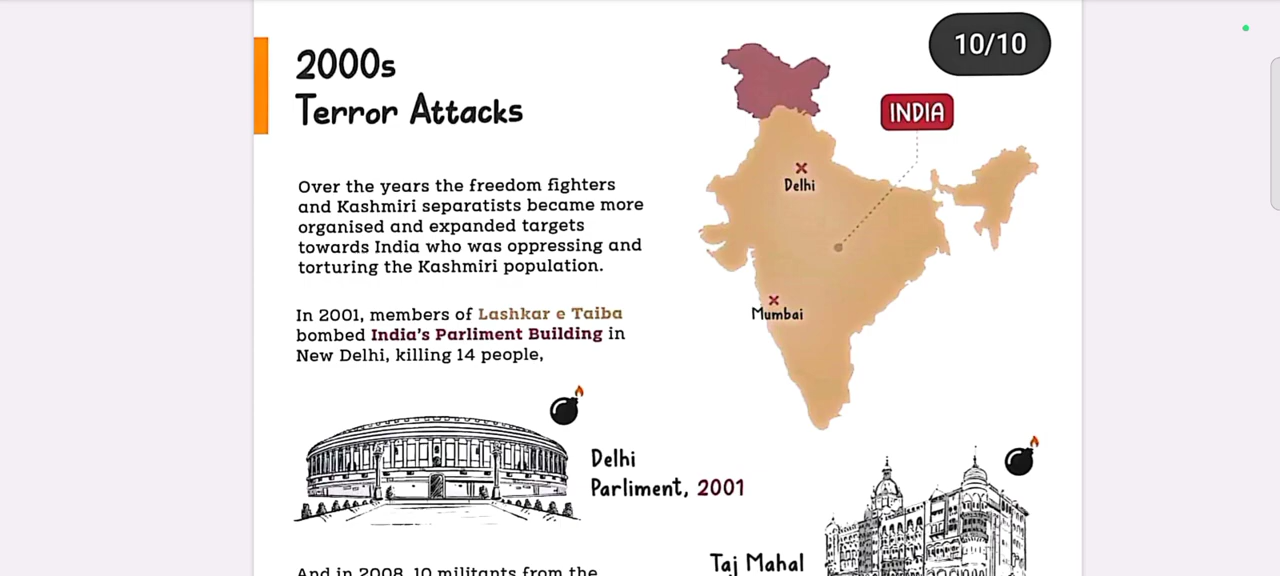 10/10
2000s
Terror Attacks
INDIA
Delhi
Mumbai
Over the years the freedom fighters
and Kashmiri separatists became more
organised and expanded targets
towards India who was oppressing and
torturing the Kashmiri population.
In 2001, members of Lashkar e Taiba
bombed India's Parliment Building in
New Delhi, killing 14 people,
Delhi
Parliment, 2001
Taj Mahal
And in 2008, 10 militants from the